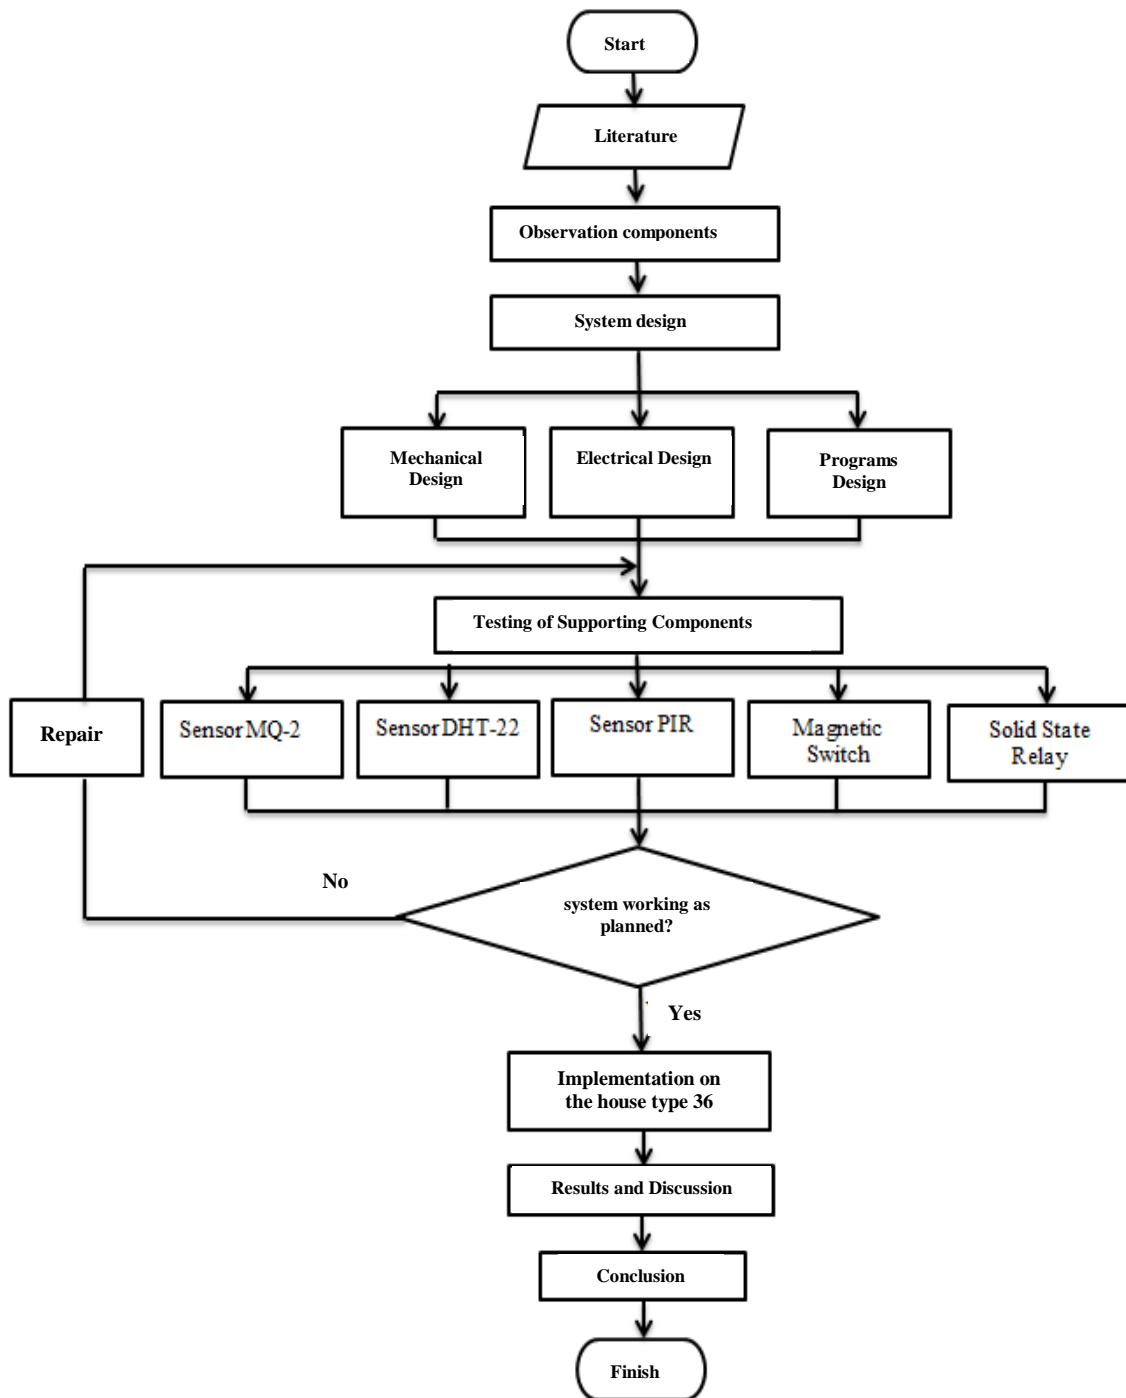 Start
Literature
Observation components
System design
Mechanical
Design
Electrical Design
Programs
Design
Testing of Supporting Components
Repair
Sensor MQ-2
Sensor DHT-22
Sensor PIR
Magnetic
Switch
Solid State
Relay
No
system working as
planned?
Yes
Implementation on
the house type 36
Results and Discussion
Conclusion
Finish